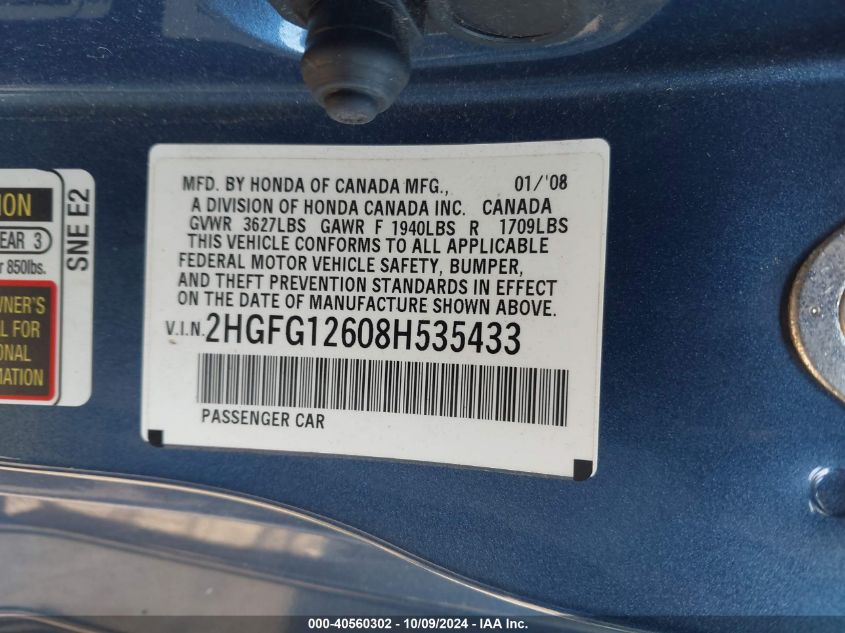 ION
EAR 3
r 850lbs.
WNER'S
L FOR
ONAL
MATION
SNE E2
MFD. BY HONDA OF CANADA MFG., 01/'08
A DIVISION OF HONDA CANADA INC. CANADA
GVWR 3627LBS GAWR F 1940LBS R 1709LBS
THIS VEHICLE CONFORMS TO ALL APPLICABLE
FEDERAL MOTOR VEHICLE SAFETY, BUMPER,
AND THEFT PREVENTION STANDARDS IN EFFECT
ON THE DATE OF MANUFACTURE SHOWN ABOVE.
V.I.N. 2HGFG12608H535433
PASSENGER CAR
000-40560302 - 10/09/2024 - IAA Inc.